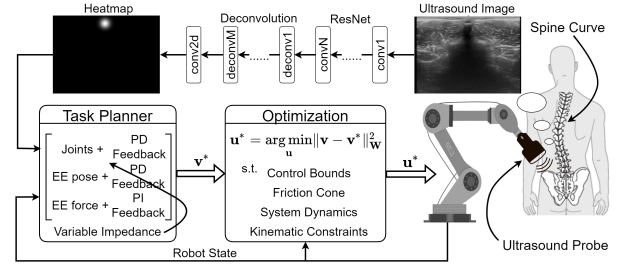 Heatmap
Deconvolution
ResNet
Ultrasound Image
Spine Curve
conv2d
deconvM
......
deconv1
convN
......
conv1
Task Planner
Joints + PD Feedback
EE pose + PD Feedback
EE force + PI Feedback
Variable Impedance
v*
Optimization
u* = arg min ‖v − v*‖²_W
u
s.t.
Control Bounds
Friction Cone
System Dynamics
Kinematic Constraints
u*
Robot State
Ultrasound Probe